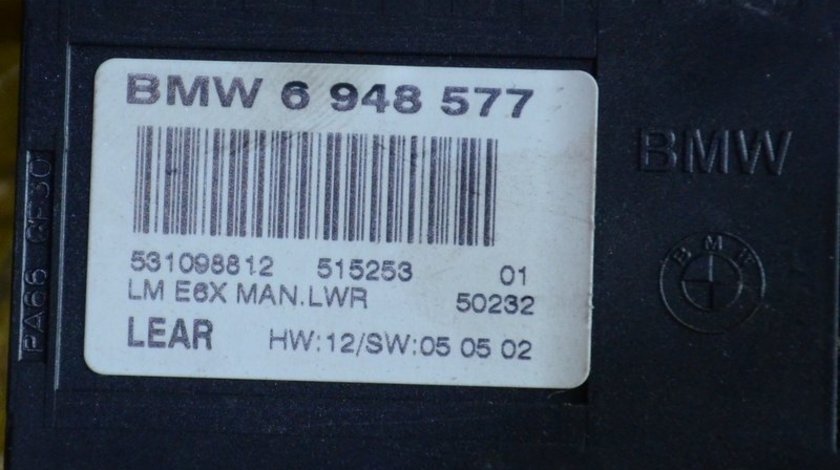 BMW 6 948 577
531098812 515253 01
LM E6X MAN.LWR 50232
LEAR HW:12/SW:05 05 02
BMW
BMW
PA66 GF30